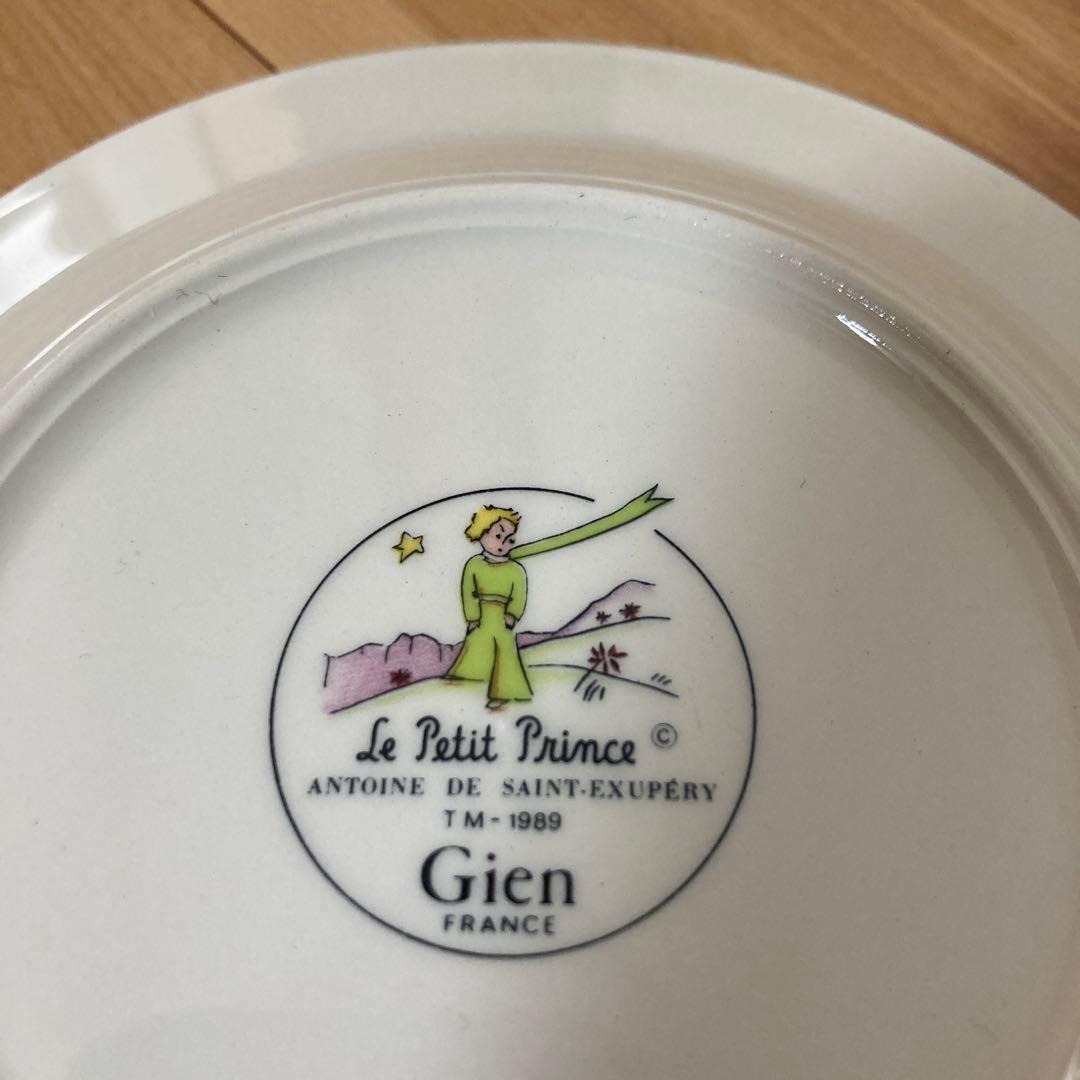 Le Petit Prince ©
ANTOINE DE SAINT-EXUPÉRY
TM-1989
Gien
FRANCE